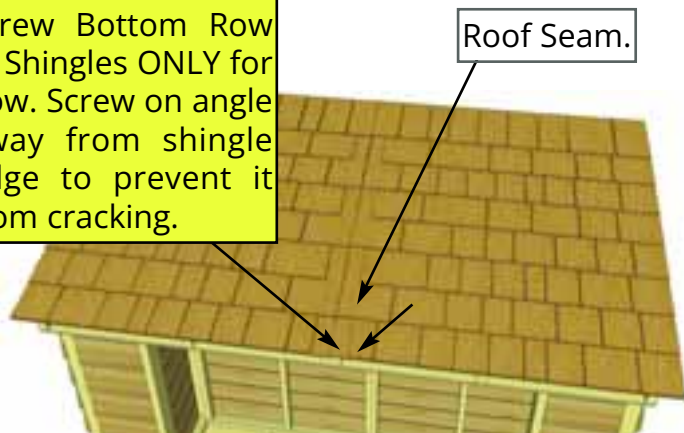 rew Bottom Row
Shingles ONLY for
ow. Screw on angle
way from shingle
dge to prevent it
om cracking.
Roof Seam.